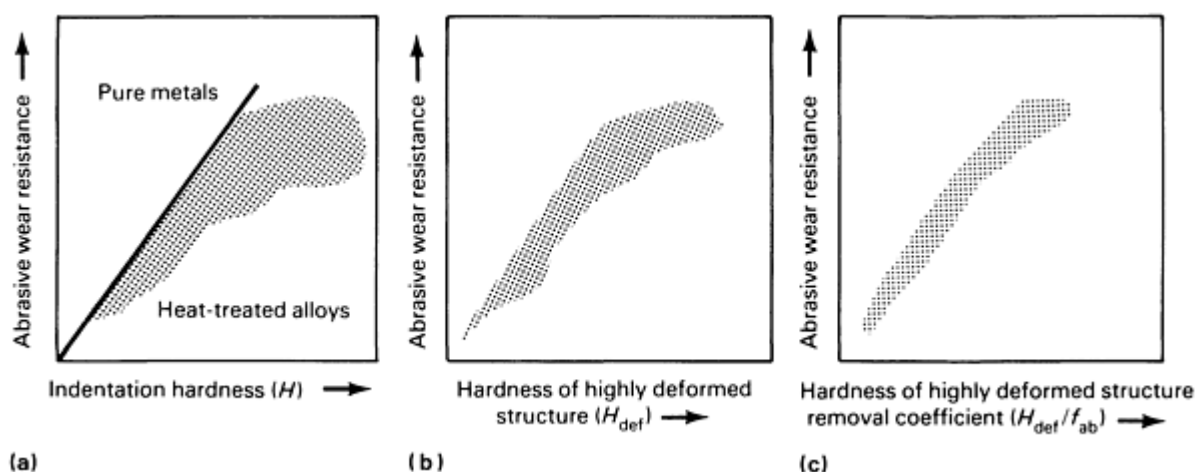 Abrasive wear resistance
Pure metals
Heat-treated alloys
Indentation hardness (H)
(a)
Abrasive wear resistance
Hardness of highly deformed
structure (H_def)
(b)
Abrasive wear resistance
Hardness of highly deformed structure
removal coefficient (H_def/f_ab)
(c)